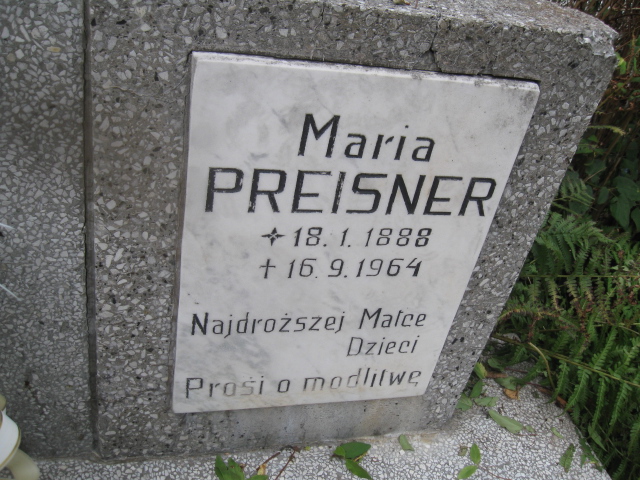 Maria
PREISNER
✦ 18.1.1888
† 16.9.1964
Najdroższej Matce
Dzieci
Prosi o modlitwę